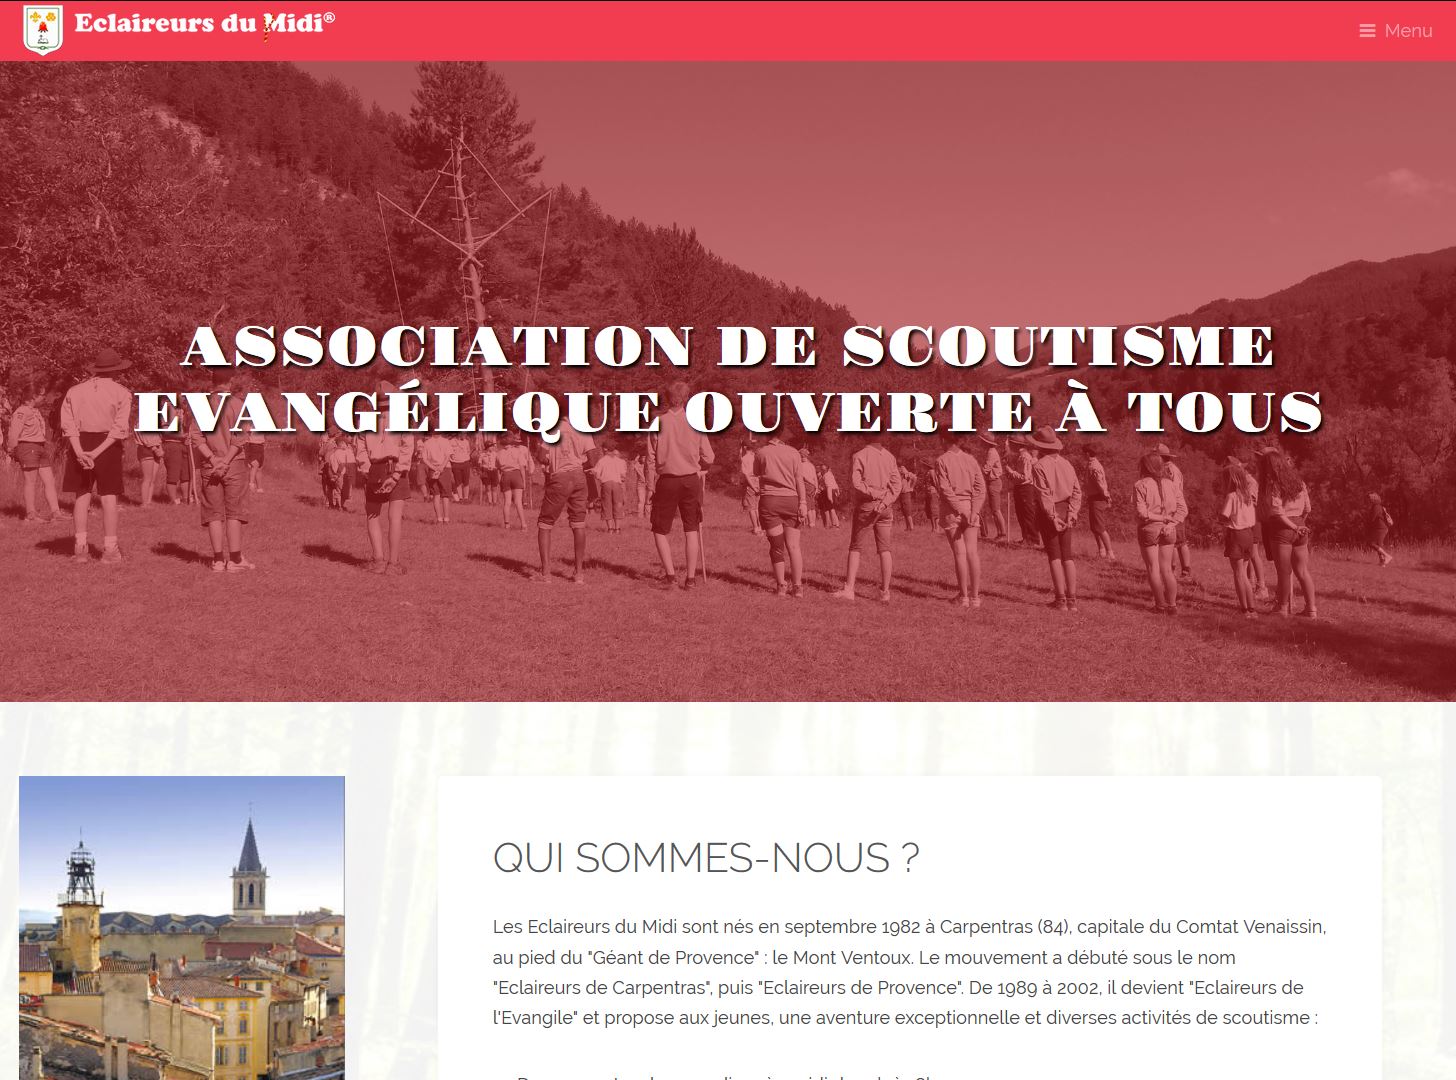 Eclaireurs du Midi®
Menu
ASSOCIATION DE SCOUTISME
EVANGÉLIQUE OUVERTE À TOUS
QUI SOMMES-NOUS ?
Les Eclaireurs du Midi sont nés en septembre 1982 à Carpentras (84), capitale du Comtat Venaissin,
au pied du "Géant de Provence" : le Mont Ventoux. Le mouvement a débuté sous le nom
"Eclaireurs de Carpentras", puis "Eclaireurs de Provence". De 1989 à 2002, il devient "Eclaireurs de
l'Evangile" et propose aux jeunes, une aventure exceptionnelle et diverses activités de scoutisme :